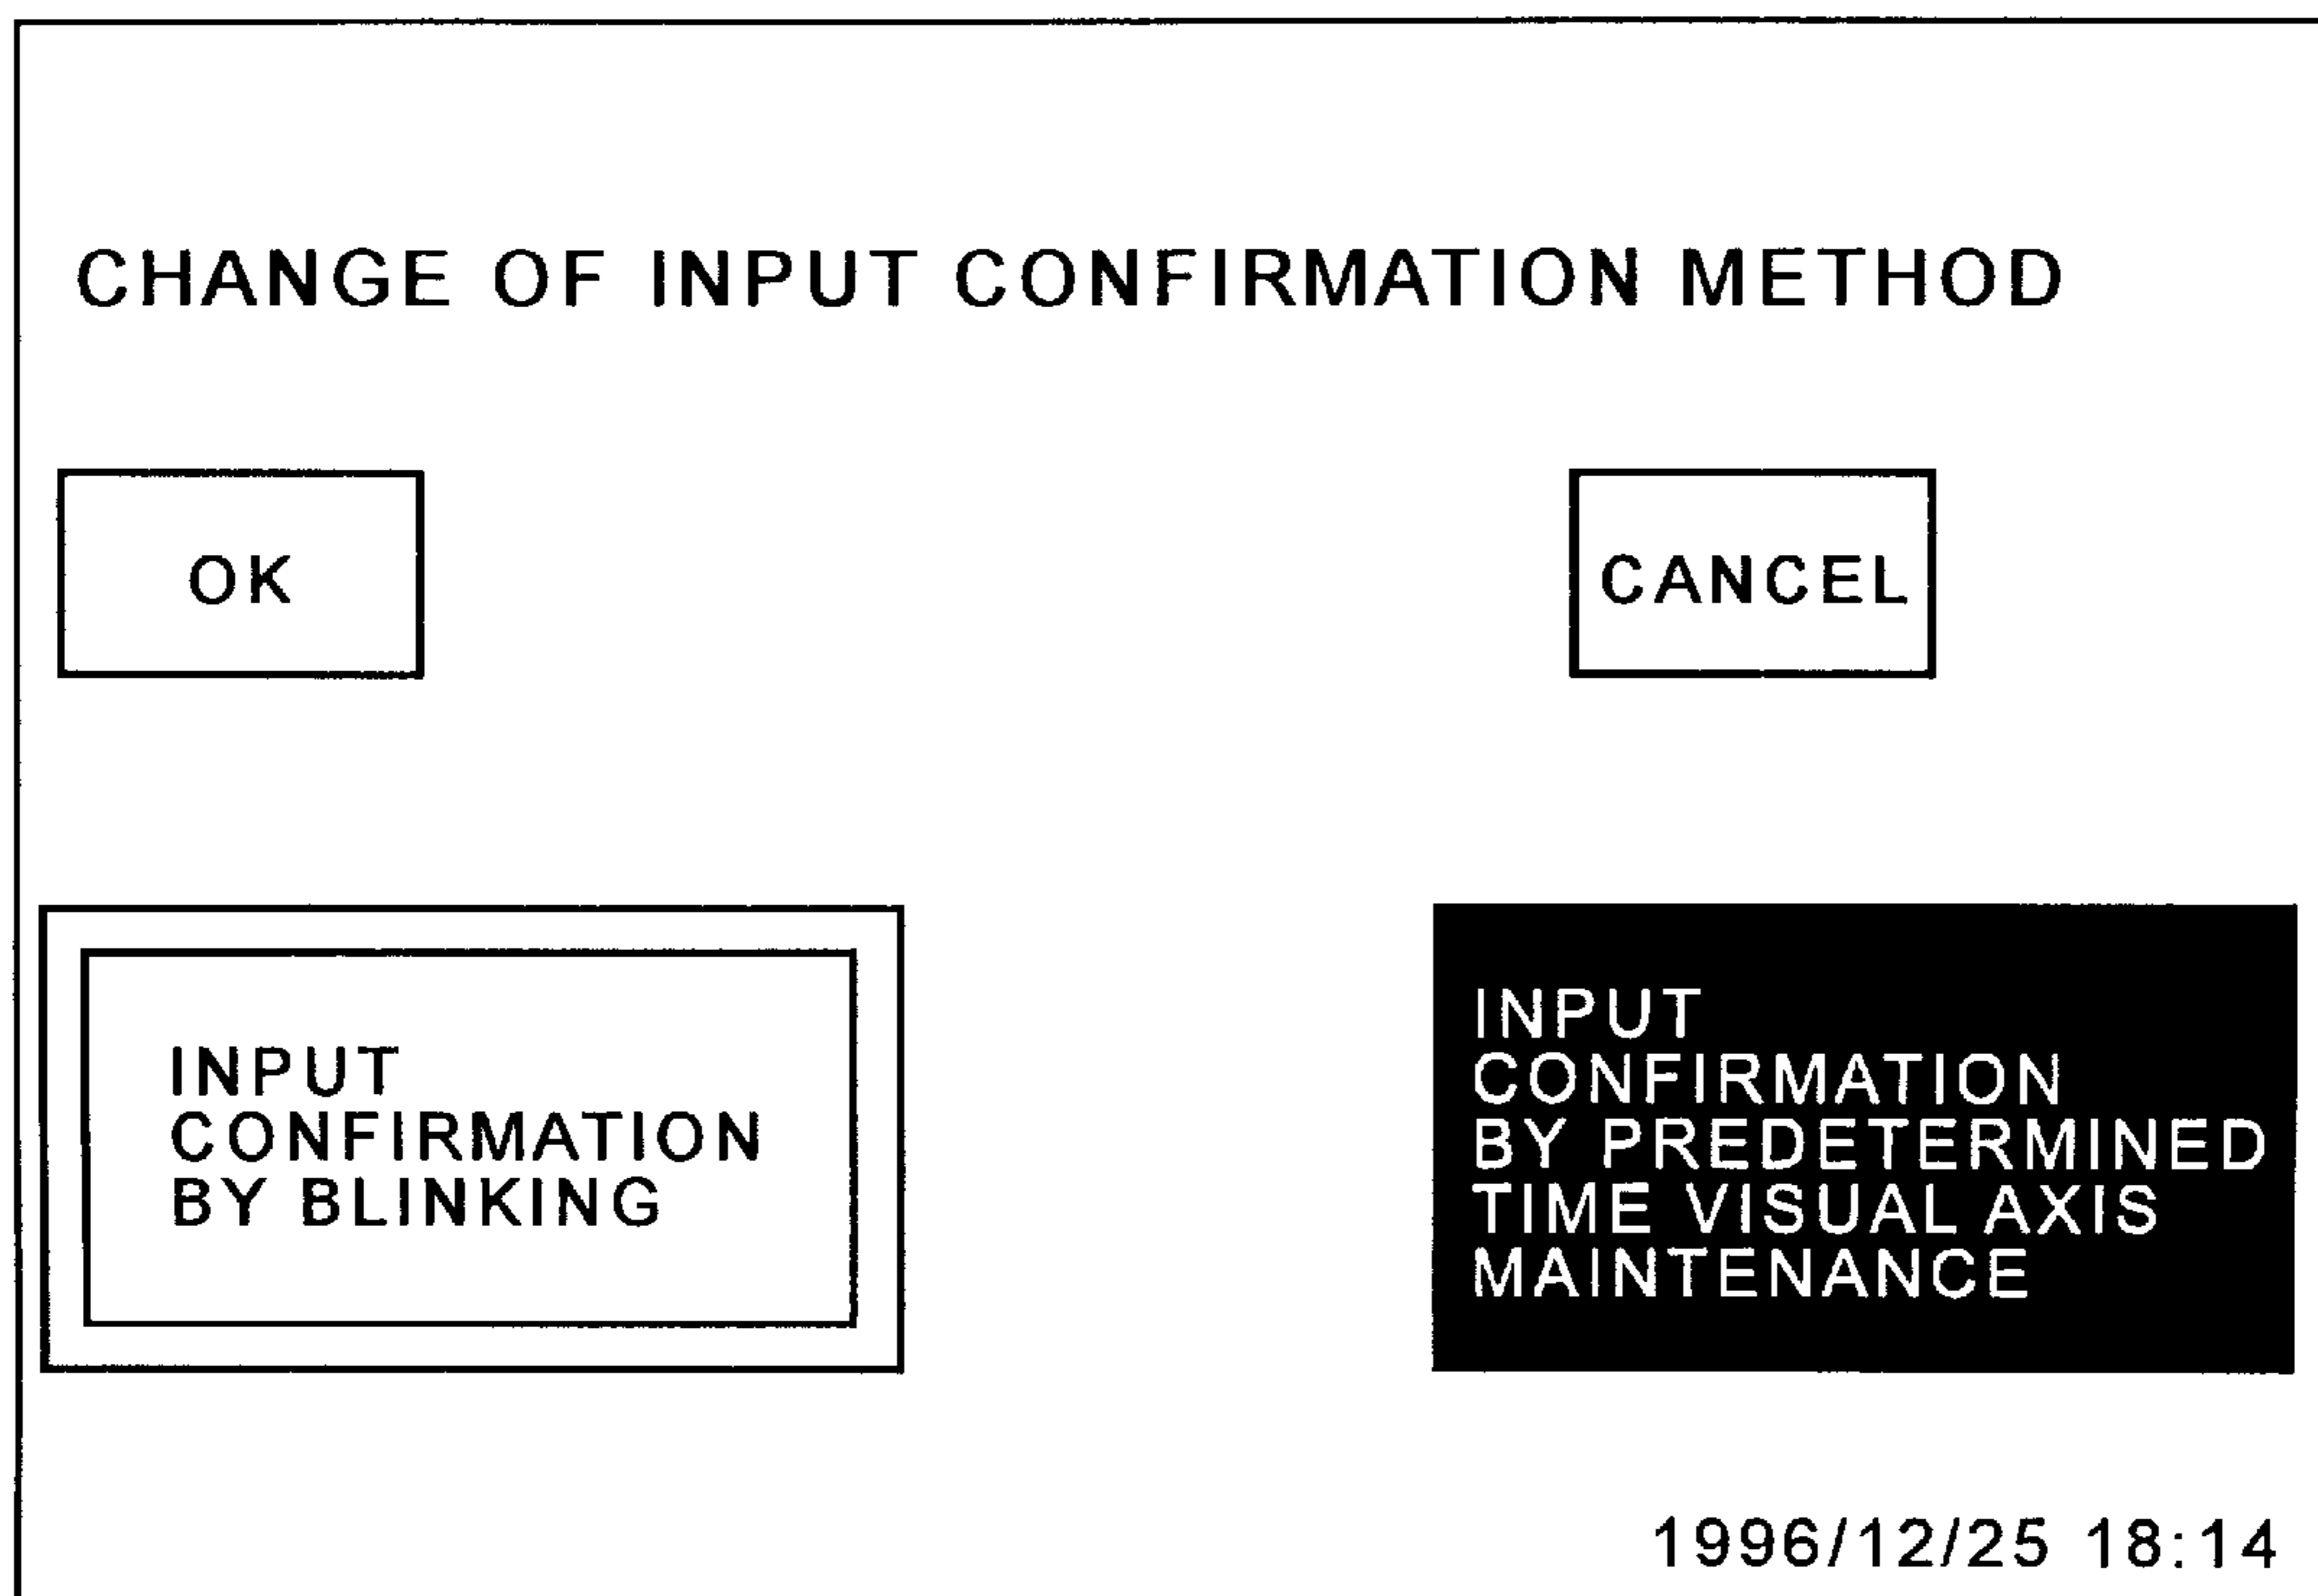 CHANGE OF INPUT CONFIRMATION METHOD
OK
CANCEL
INPUT
CONFIRMATION
BY BLINKING
INPUT
CONFIRMATION
BY PREDETERMINED
TIME VISUAL AXIS
MAINTENANCE
1996/12/25 18:14